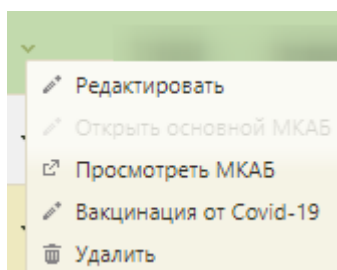 Редактировать
Открыть основной МКАБ
Просмотреть МКАБ
Вакцинация от Covid-19
Удалить